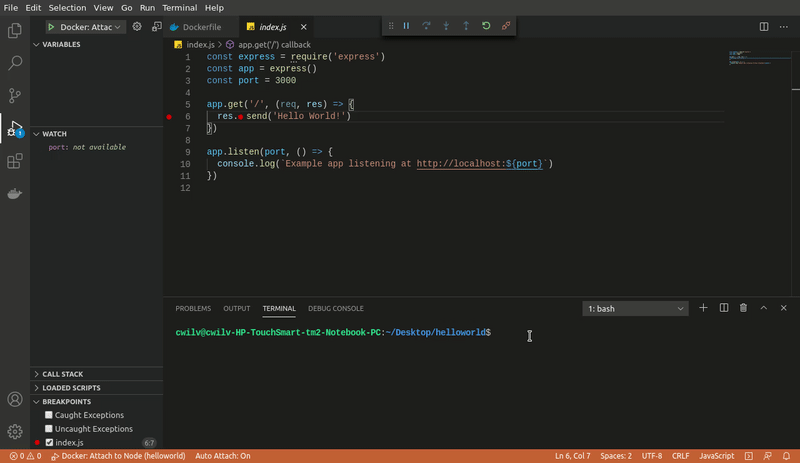 File Edit Selection View Go Run Terminal Help
Docker: Attac
Dockerfile
index.js
index.js > app.get('/') callback
VARIABLES
WATCH
port: not available
CALL STACK
LOADED SCRIPTS
BREAKPOINTS
Caught Exceptions
Uncaught Exceptions
index.js 6:7
1 const express = require('express')
2 const app = express()
3 const port = 3000
4
5 app.get('/', (req, res) => {
6 res. send('Hello World!')
7 })
8
9 app.listen(port, () => {
10 console.log(`Example app listening at http://localhost:${port}`)
11 })
12
PROBLEMS OUTPUT TERMINAL DEBUG CONSOLE
1: bash
cwilv@cwilv-HP-TouchSmart-tm2-Notebook-PC:~/Desktop/helloworld$
1
0 0 Docker: Attach to Node (helloworld) Auto Attach: On Ln 6, Col 7 Spaces: 2 UTF-8 CRLF JavaScript